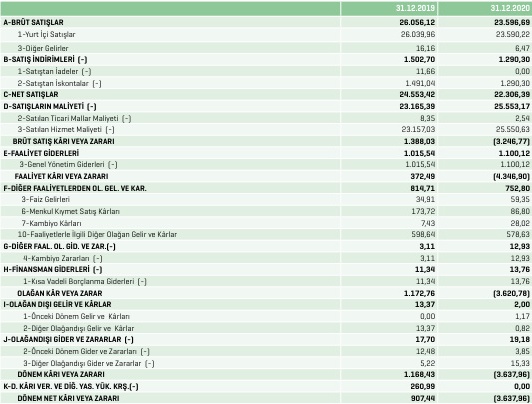 31.12.2019 31.12.2020
A-BRÜT SATIŞLAR 26.056,12 23.596,69
1-Yurt İçi Satışlar 26.039,96 23.590,22
3-Diğer Gelirler 16,16 6,47
B-SATIŞ İNDİRİMLERİ (-) 1.502,70 1.290,30
1-Satıştan İadeler (-) 11,66 0,00
2-Satıştan İskontalar (-) 1.491,04 1.290,30
C-NET SATIŞLAR 24.553,42 22.306,39
D-SATIŞLARIN MALİYETİ (-) 23.165,39 25.553,17
2-Satılan Ticari Mallar Maliyeti (-) 8,35 2,54
3-Satılan Hizmet Maliyeti (-) 23.157,03 25.550,63
BRÜT SATIŞ KÂRI VEYA ZARARI 1.388,03 (3.246,77)
E-FAALİYET GİDERLERİ 1.015,54 1.100,12
3-Genel Yönetim Giderleri (-) 1.015,54 1.100,12
FAALİYET KÂRI VEYA ZARARI 372,49 (4.346,90)
F-DİĞER FAALİYETLERDEN OL. GEL. VE KAR. 814,71 752,80
3-Faiz Gelirleri 34,91 59,35
6-Menkul Kıymet Satış Kârları 173,72 86,80
7-Kambiyo Kârları 7,43 28,02
10-Faaliyetlerle İlgili Diğer Olağan Gelir ve Kârlar 598,64 578,63
G-DİĞER FAAL. OL. GİD. VE ZAR.(-) 3,11 12,93
4-Kambiyo Zararları (-) 3,11 12,93
H-FİNANSMAN GİDERLERİ (-) 11,34 13,76
1-Kısa Vadeli Borçlanma Giderleri (-) 11,34 13,76
OLAĞAN KÂR VEYA ZARAR 1.172,76 (3.620,78)
I-OLAĞAN DIŞI GELİR VE KÂRLAR 13,37 2,00
1-Önceki Dönem Gelir ve Kârları 0,00 1,17
2-Diğer Olağandışı Gelir ve Kârlar 13,37 0,82
J-OLAĞANDIŞI GİDER VE ZARARLAR (-) 17,70 19,18
2-Önceki Dönem Gider ve Zararları (-) 12,48 3,85
3-Diğer Olağandışı Gider ve Zararlar (-) 5,22 15,33
DÖNEM KÂRI VEYA ZARARI 1.168,43 (3.637,96)
K-D. KÂRI VER. VE DİĞ. YAS. YÜK. KRŞ.(-) 260,99 0,00
DÖNEM NET KÂRI VEYA ZARARI 907,44 (3.637,96)